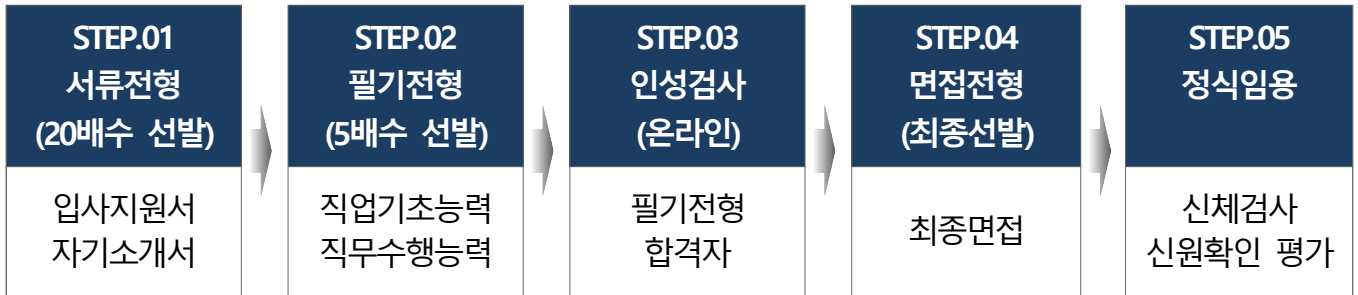 STEP.01
서류전형
(20배수 선발)
입사지원서
자기소개서
STEP.02
필기전형
(5배수 선발)
직업기초능력
직무수행능력
STEP.03
인성검사
(온라인)
필기전형
합격자
STEP.04
면접전형
(최종선발)
최종면접
STEP.05
정식임용
신체검사
신원확인 평가